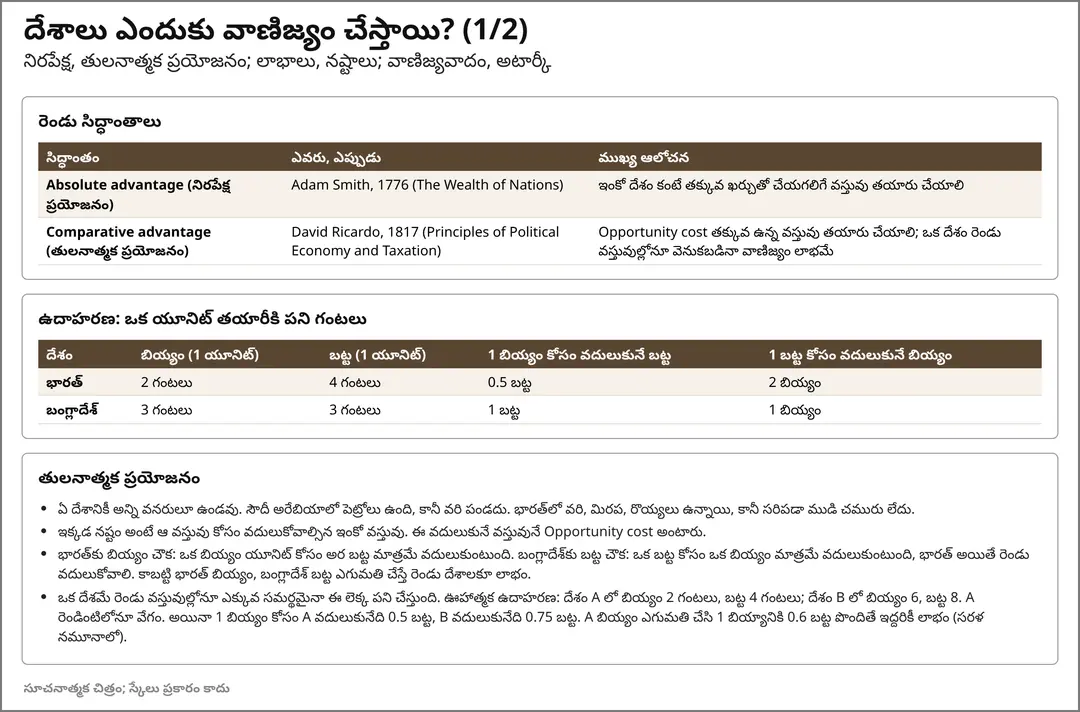 దేశాలు ఎందుకు వాణిజ్యం చేస్తాయి? (1/2)
నిరపేక్ష, తులనాత్మక ప్రయోజనం; లాభాలు, నష్టాలు; వాణిజ్యవాదం, అటార్కీ
రెండు సిద్ధాంతాలు
సిద్ధాంతం ఎవరు, ఎప్పుడు ముఖ్య ఆలోచన
Absolute advantage (నిరపేక్ష Adam Smith, 1776 (The Wealth of Nations) ఇంకో దేశం కంటే తక్కువ ఖర్చుతో చేయగలిగే వస్తువు తయారు చేయాలి
ప్రయోజనం)
Comparative advantage David Ricardo, 1817 (Principles of Political Opportunity cost తక్కువ ఉన్న వస్తువు తయారు చేయాలి; ఒక దేశం రెండు
(తులనాత్మక ప్రయోజనం) Economy and Taxation) వస్తువుల్లోనూ వెనుకబడినా వాణిజ్యం లాభమే
ఉదాహరణ: ఒక యూనిట్ తయారీకి పని గంటలు
దేశం బియ్యం (1 యూనిట్) బట్ట (1 యూనిట్) 1 బియ్యం కోసం వదులుకునే బట్ట 1 బట్ట కోసం వదులుకునే బియ్యం
భారత్ 2 గంటలు 4 గంటలు 0.5 బట్ట 2 బియ్యం
బంగ్లాదేశ్ 3 గంటలు 3 గంటలు 1 బట్ట 1 బియ్యం
తులనాత్మక ప్రయోజనం
• ఏ దేశానికీ అన్ని వనరులూ ఉండవు. సౌదీ అరేబియాలో పెట్రోలు ఉంది, కానీ వరి పండదు. భారత్‌లో వరి, మిరప, రొయ్యలు ఉన్నాయి, కానీ సరిపడా ముడి చమురు లేదు.
• ఇక్కడ నష్టం అంటే ఆ వస్తువు కోసం వదులుకోవాల్సిన ఇంకో వస్తువు. ఈ వదులుకునే వస్తువునే Opportunity cost అంటారు.
• భారత్‌కు బియ్యం చౌక: ఒక బియ్యం యూనిట్ కోసం అర బట్ట మాత్రమే వదులుకుంటుంది. బంగ్లాదేశ్‌కు బట్ట చౌక: ఒక బట్ట కోసం ఒక బియ్యం మాత్రమే వదులుకుంటుంది, భారత్ అయితే రెండు
వదులుకోవాలి. కాబట్టి భారత్ బియ్యం, బంగ్లాదేశ్ బట్ట ఎగుమతి చేస్తే రెండు దేశాలకూ లాభం.
• ఒక దేశమే రెండు వస్తువుల్లోనూ ఎక్కువ సమర్థమైనా ఈ లెక్క పని చేస్తుంది. ఊహాత్మక ఉదాహరణ: దేశం A లో బియ్యం 2 గంటలు, బట్ట 4 గంటలు; దేశం B లో బియ్యం 6, బట్ట 8. A
రెండింటిలోనూ వేగం. అయినా 1 బియ్యం కోసం A వదులుకునేది 0.5 బట్ట, B వదులుకునేది 0.75 బట్ట. A బియ్యం ఎగుమతి చేసి 1 బియ్యానికి 0.6 బట్ట పొందితే ఇద్దరికీ లాభం (సరళ
నమూనాలో).
సూచనాత్మక చిత్రం; స్కేలు ప్రకారం కాదు